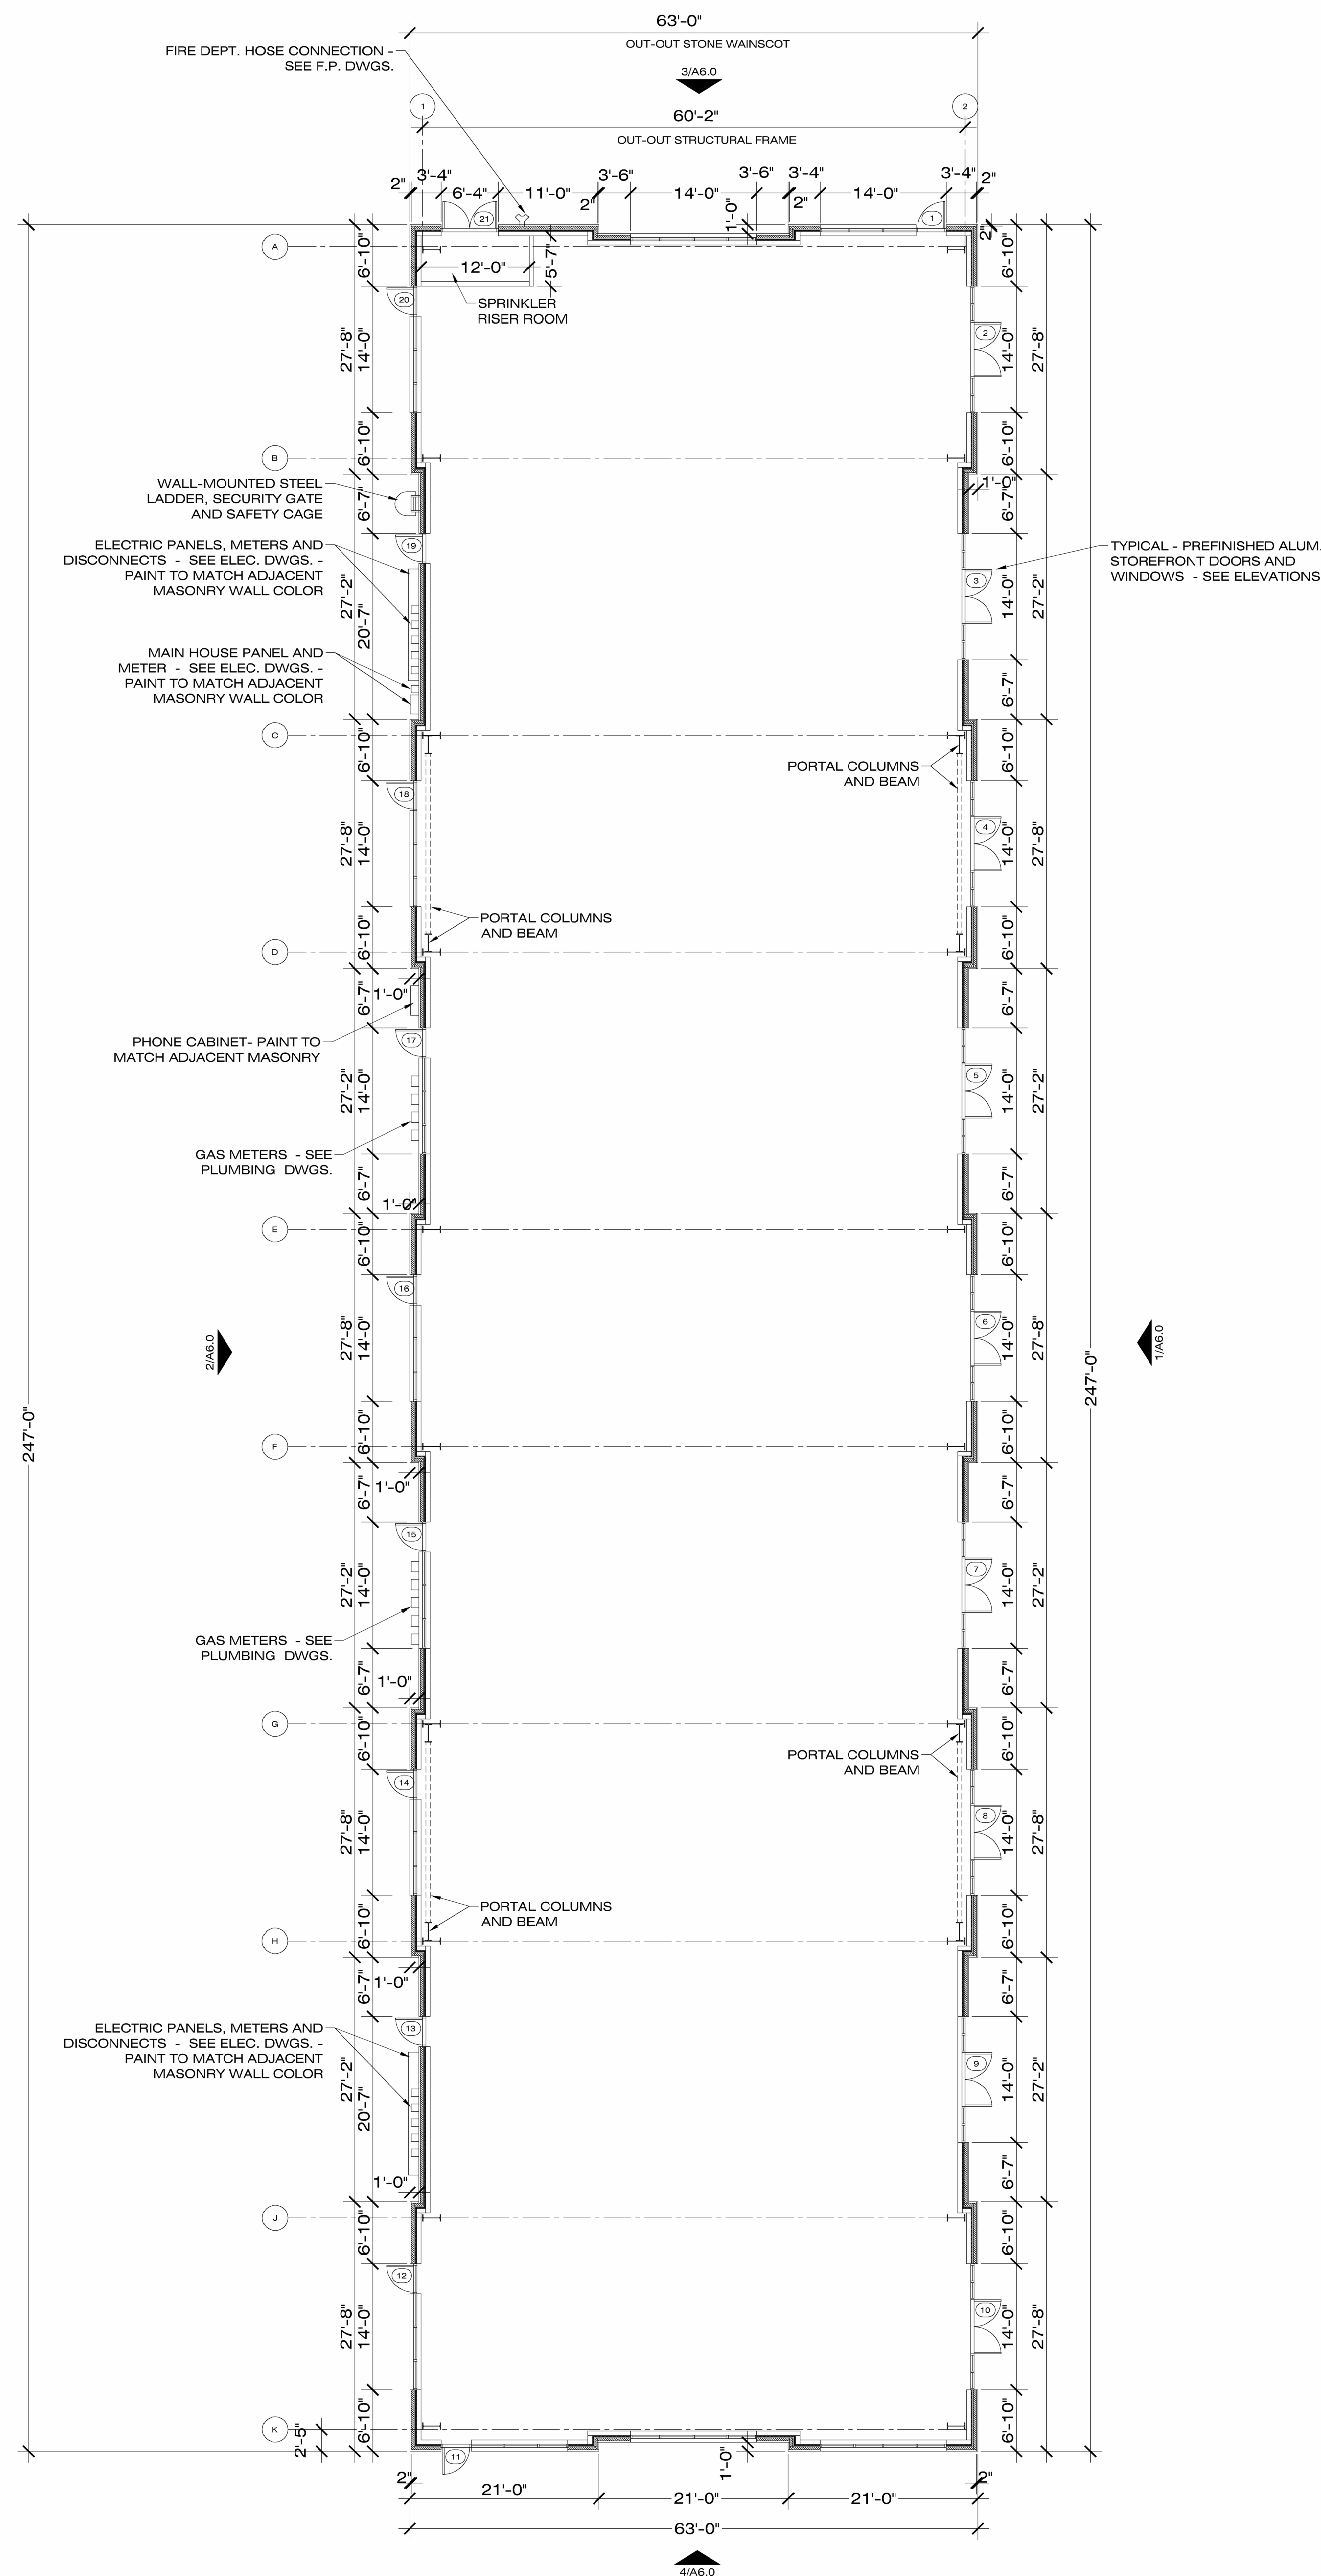 63'-0"
OUT-OUT STONE WAINSCOT
FIRE DEPT. HOSE CONNECTION -
SEE F.P. DWGS.
3/A6.0
1
2
60'-2"
OUT-OUT STRUCTURAL FRAME
2"
3'-4"
6'-4"
11'-0"
2"
3'-6"
14'-0"
3'-6"
3'-4"
2"
14'-0"
3'-4"
2"
21
1'-0"
1
2"
A
6'-10"
12'-0"
5'-7"
6'-10"
20
SPRINKLER
RISER ROOM
2
27'-8"
14'-0"
14'-0"
27'-8"
6'-10"
6'-10"
B
WALL-MOUNTED STEEL
LADDER, SECURITY GATE
AND SAFETY CAGE
6'-7"
6'-7"
1'-0"
19
ELECTRIC PANELS, METERS AND
DISCONNECTS - SEE ELEC. DWGS. -
PAINT TO MATCH ADJACENT
MASONRY WALL COLOR
TYPICAL - PREFINISHED ALUM.
STOREFRONT DOORS AND
WINDOWS - SEE ELEVATIONS
3
27'-2"
20'-7"
14'-0"
27'-2"
MAIN HOUSE PANEL AND
METER - SEE ELEC. DWGS. -
PAINT TO MATCH ADJACENT
MASONRY WALL COLOR
6'-7"
C
6'-10"
6'-10"
PORTAL COLUMNS
AND BEAM
18
4
27'-8"
14'-0"
14'-0"
27'-8"
PORTAL COLUMNS
AND BEAM
6'-10"
6'-10"
D
6'-7"
1'-0"
6'-7"
PHONE CABINET- PAINT TO
MATCH ADJACENT MASONRY
17
5
27'-2"
14'-0"
14'-0"
27'-2"
GAS METERS - SEE
PLUMBING DWGS.
6'-7"
1'-0"
6'-7"
E
6'-10"
6'-10"
16
6
2/A6.0
27'-8"
14'-0"
14'-0"
27'-8"
1/A6.0
247'-0"
247'-0"
6'-10"
6'-10"
F
6'-7"
1'-0"
6'-7"
15
7
27'-2"
14'-0"
14'-0"
27'-2"
GAS METERS - SEE
PLUMBING DWGS.
6'-7"
1'-0"
6'-7"
G
6'-10"
6'-10"
PORTAL COLUMNS
AND BEAM
14
8
27'-8"
14'-0"
14'-0"
27'-8"
PORTAL COLUMNS
AND BEAM
6'-10"
6'-10"
H
6'-7"
1'-0"
6'-7"
ELECTRIC PANELS, METERS AND
DISCONNECTS - SEE ELEC. DWGS. -
PAINT TO MATCH ADJACENT
MASONRY WALL COLOR
13
9
27'-2"
20'-7"
14'-0"
27'-2"
1'-0"
6'-7"
J
6'-10"
6'-10"
12
10
27'-8"
14'-0"
14'-0"
27'-8"
6'-10"
6'-10"
K
2'-5"
11
1'-0"
2"
21'-0"
21'-0"
21'-0"
2"
63'-0"
4/A6.0